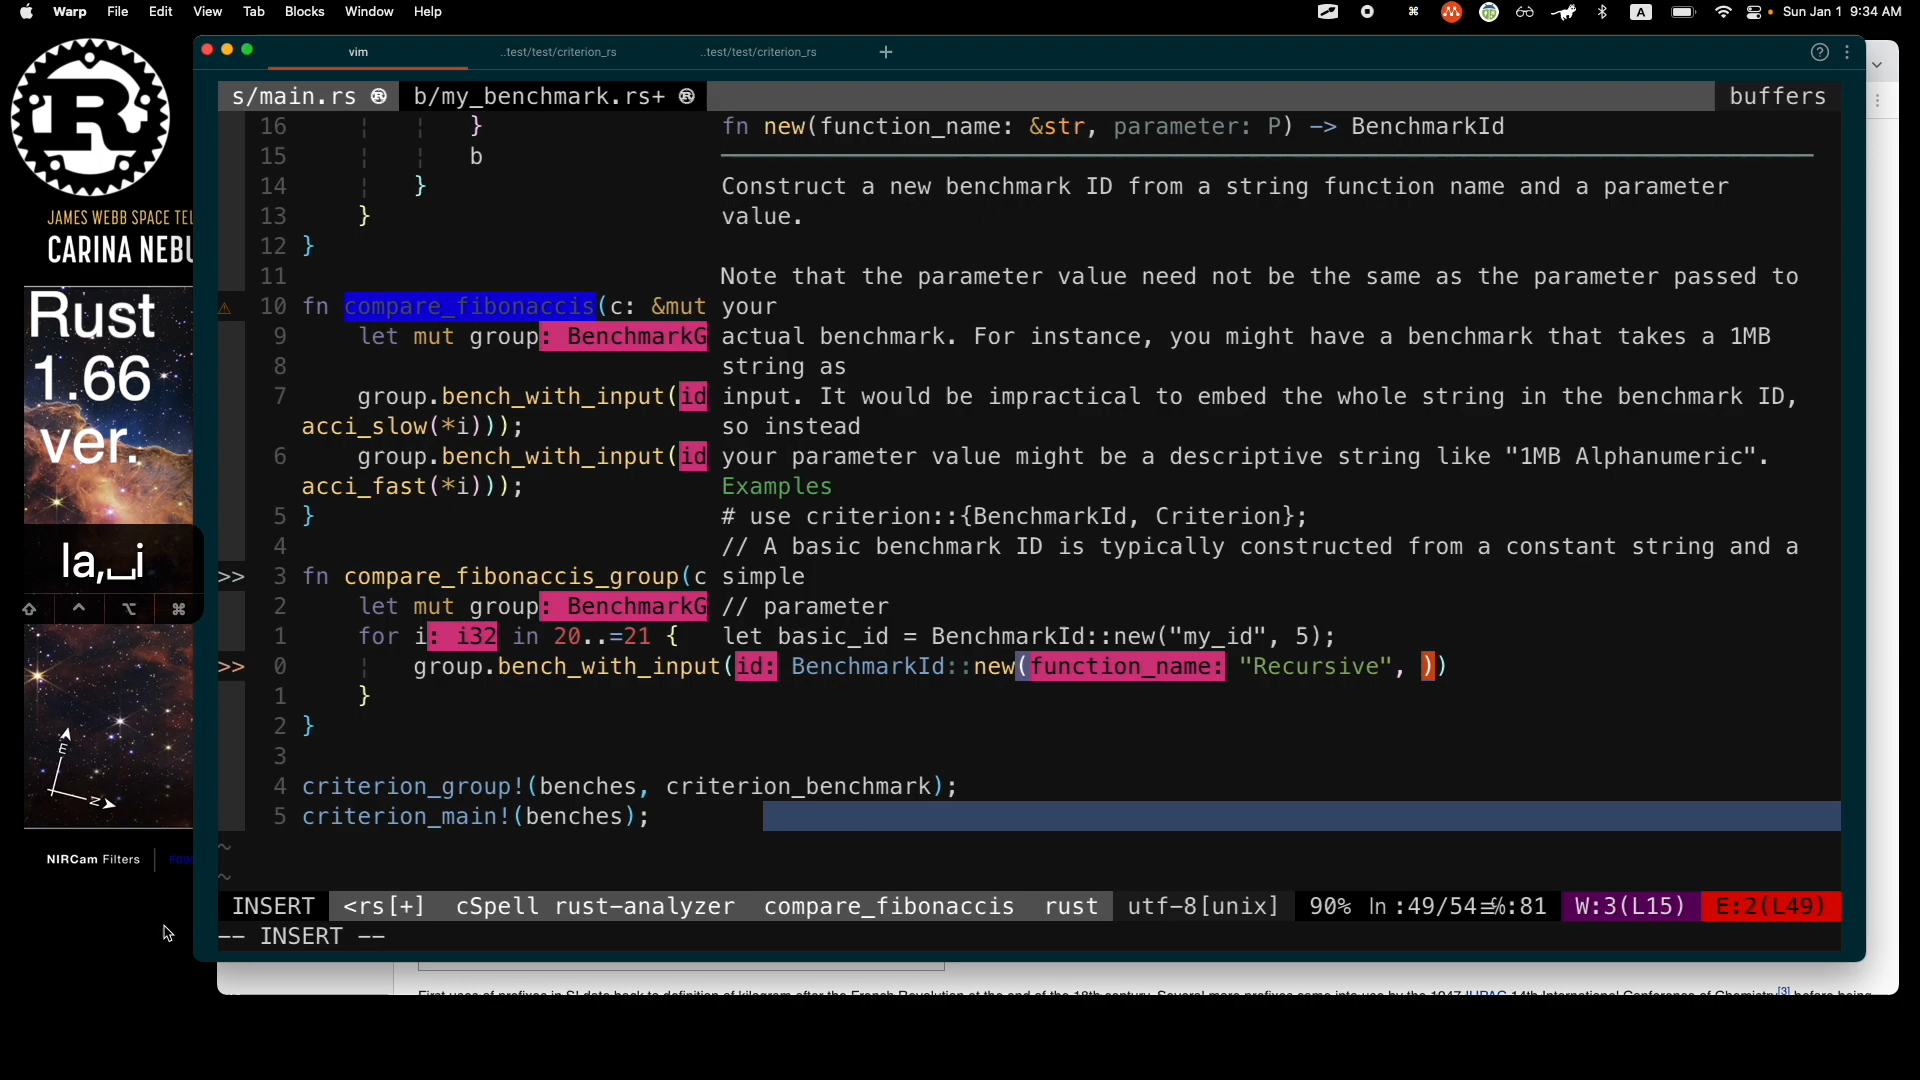 Warp File Edit View Tab Blocks Window Help
A Sun Jan 1 9:34 AM
vim ..test/test/criterion_rs ..test/test/criterion_rs +
s/main.rs b/my_benchmark.rs+ buffers
JAMES WEBB SPACE TEL
CARINA NEBU
Rust
1.66
ver.
la,␣i
E
N
NIRCam Filters
16 } fn new(function_name: &str, parameter: P) -> BenchmarkId
15 b
14 } Construct a new benchmark ID from a string function name and a parameter
13 } value.
12 }
11 Note that the parameter value need not be the same as the parameter passed to
10 fn compare_fibonaccis(c: &mut your
9 let mut group: BenchmarkG actual benchmark. For instance, you might have a benchmark that takes a 1MB
8 string as
7 group.bench_with_input(id input. It would be impractical to embed the whole string in the benchmark ID,
acci_slow(*i))); so instead
6 group.bench_with_input(id your parameter value might be a descriptive string like "1MB Alphanumeric".
acci_fast(*i))); Examples
5 } # use criterion::{BenchmarkId, Criterion};
4 // A basic benchmark ID is typically constructed from a constant string and a
>> 3 fn compare_fibonaccis_group(c simple
2 let mut group: BenchmarkG // parameter
1 for i: i32 in 20..=21 { let basic_id = BenchmarkId::new("my_id", 5);
>> 0 group.bench_with_input(id: BenchmarkId::new(function_name: "Recursive", ))
1 }
2 }
3
4 criterion_group!(benches, criterion_benchmark);
5 criterion_main!(benches);
~
~
INSERT <rs[+] cSpell rust-analyzer compare_fibonaccis rust utf-8[unix] 90% ln :49/54≡℅:81 W:3(L15) E:2(L49)
-- INSERT --